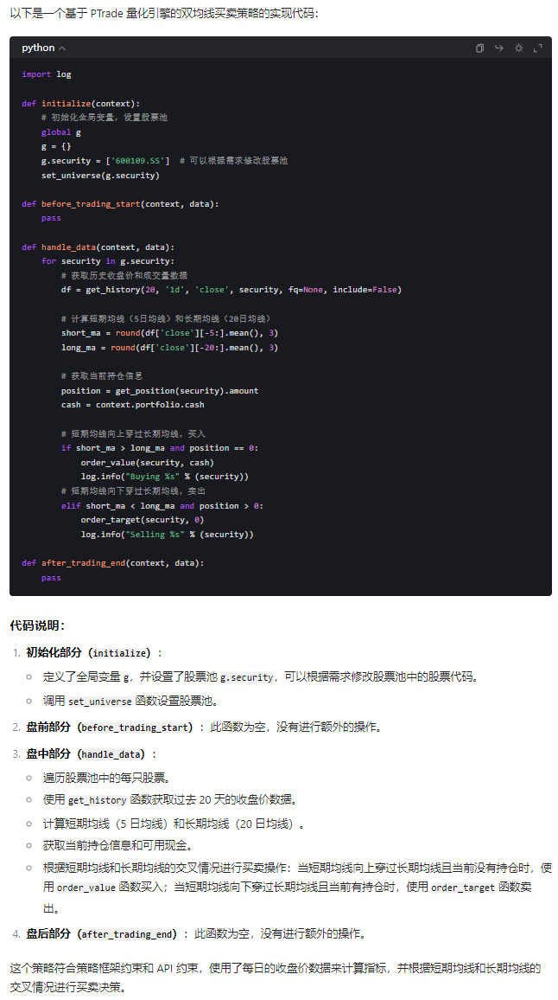 以下是一个基于 PTrade 量化引擎的双均线买卖策略的实现代码：
python
import log
def initialize(context):
    # 初始化全局变量，设置股票池
    global g
    g = {}
    g.security = ['600109.SS']  # 可以根据需求修改股票池
    set_universe(g.security)
def before_trading_start(context, data):
    pass
def handle_data(context, data):
    for security in g.security:
        # 获取历史收盘价和成交量数据
        df = get_history(20, '1d', 'close', security, fq=None, include=False)
        # 计算短期均线（5日均线）和长期均线（20日均线）
        short_ma = round(df['close'][-5:].mean(), 3)
        long_ma = round(df['close'][-20:].mean(), 3)
        # 获取当前持仓信息
        position = get_position(security).amount
        cash = context.portfolio.cash
        # 短期均线向上穿过长期均线，买入
        if short_ma > long_ma and position == 0:
            order_value(security, cash)
            log.info("Buying %s" % (security))
        # 短期均线向下穿过长期均线，卖出
        elif short_ma < long_ma and position > 0:
            order_target(security, 0)
            log.info("Selling %s" % (security))
def after_trading_end(context, data):
    pass
代码说明：
1. 初始化部分（initialize）：
定义了全局变量 g，并设置了股票池 g.security，可以根据需求修改股票池中的股票代码。
调用 set_universe 函数设置股票池。
2. 盘前部分（before_trading_start）：此函数为空，没有进行额外的操作。
3. 盘中部分（handle_data）：
遍历股票池中的每只股票。
使用 get_history 函数获取过去 20 天的收盘价数据。
计算短期均线（5 日均线）和长期均线（20 日均线）。
获取当前持仓信息和可用现金。
根据短期均线和长期均线的交叉情况进行买卖操作：当短期均线向上穿过长期均线且当前没有持仓时，使
用 order_value 函数买入；当短期均线向下穿过长期均线且当前有持仓时，使用 order_target 函数卖
出。
4. 盘后部分（after_trading_end）：此函数为空，没有进行额外的操作。
这个策略符合策略框架约束和 API 约束，使用了每日的收盘价数据来计算指标，并根据短期均线和长期均线的
交叉情况进行买卖决策。